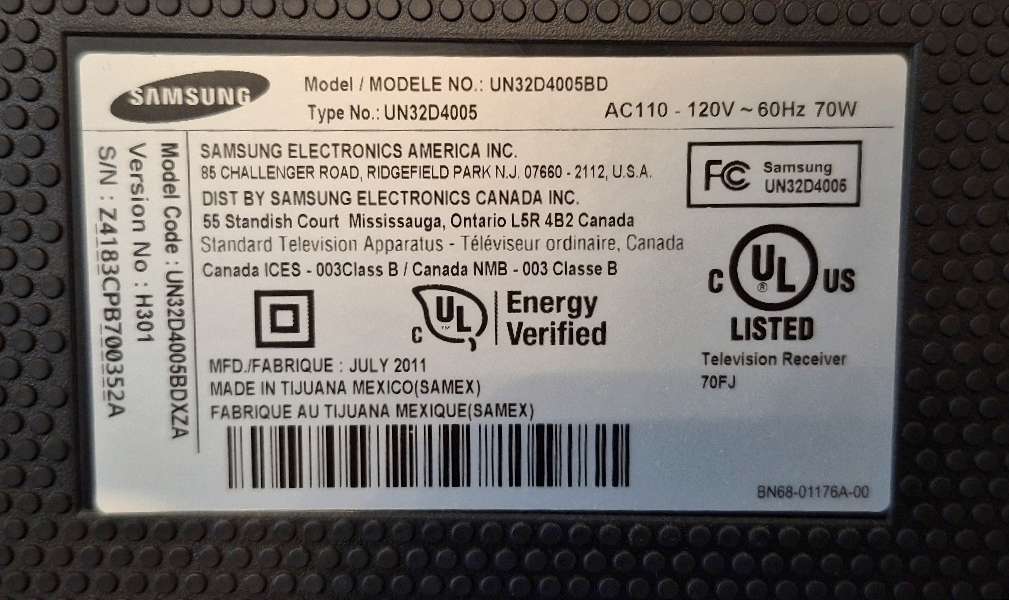 SAMSUNG
Model / MODELE NO.: UN32D4005BD
Type No.: UN32D4005
AC110 - 120V ~ 60Hz 70W
Model Code : UN32D4005BDXZA
Version No : H301
S/N : Z4183CPB700352A
SAMSUNG ELECTRONICS AMERICA INC.
85 CHALLENGER ROAD, RIDGEFIELD PARK N.J. 07660 - 2112, U.S.A.
DIST BY SAMSUNG ELECTRONICS CANADA INC.
55 Standish Court Mississauga, Ontario L5R 4B2 Canada
Standard Television Apparatus - Téléviseur ordinaire, Canada
Canada ICES - 003Class B / Canada NMB - 003 Classe B
FC Samsung
UN32D4005
C UL ® US
LISTED
Television Receiver
70FJ
C UL ™ Energy
Verified
MFD./FABRIQUE : JULY 2011
MADE IN TIJUANA MEXICO(SAMEX)
FABRIQUE AU TIJUANA MEXIQUE(SAMEX)
BN68-01176A-00